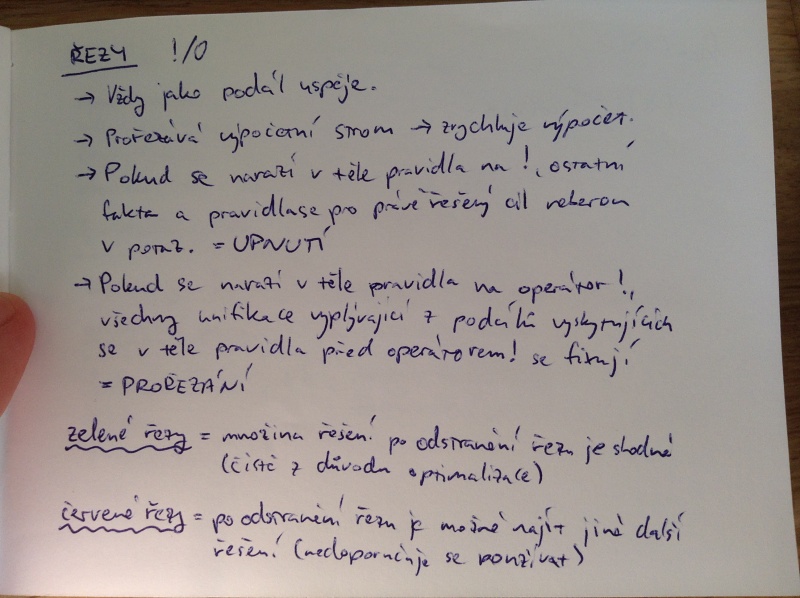 ŘEZY !/0
→ Vždy jako podcíl uspěje.
→ Prořezává výpočetní strom → zrychluje výpočet.
→ Pokud se narazí v těle pravidla na !, ostatní
fakta a pravidla se pro právě řešený cíl neberou
v potaz. = UPNUTÍ
→ Pokud se narazí v těle pravidla na operátor !,
všechny unifikace vyplývající z podcílů vyskytujících
se v těle pravidla před operátorem ! se fixují
= PROŘEZÁNÍ
zelené řezy = množina řešení po odstranění řezu je shodná
(čistě z důvodu optimalizace)
červené řezy = po odstranění řezu je možné najít jiné další
řešení (nedoporučuje se používat)